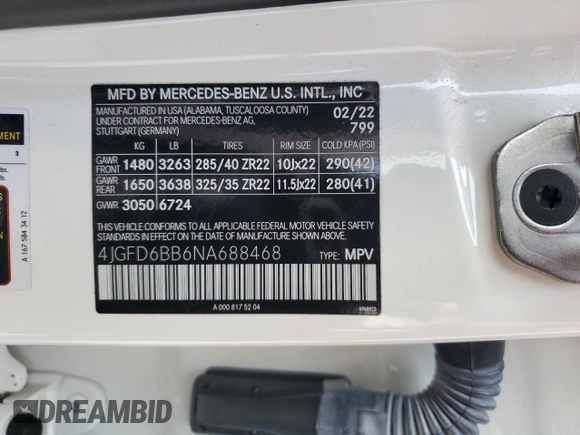 MFD BY MERCEDES-BENZ U.S. INTL., INC
MANUFACTURED IN USA (ALABAMA, TUSCALOOSA COUNTY) 02/22
UNDER CONTRACT FOR MERCEDES-BENZ AG, 799
STUTTGART (GERMANY)
KG LB TIRES RIM SIZE COLD KPA(PSI)
GAWR FRONT 1480 3263 285/40 ZR22 10Jx22 290(42)
GAWR REAR 1650 3638 325/35 ZR22 11.5Jx22 280(41)
GVWR 3050 6724
THIS VEHICLE CONFORMS TO ALL APPLICABLE FEDERAL MOTOR VEHICLE SAFETY
STANDARDS IN EFFECT ON THE DATE OF MANUFACTURE SHOWN ABOVE.
4JGFD6BB6NA688468 TYPE: MPV
A 000 817 52 04
3
A 167 584 34 12
DREAMBID